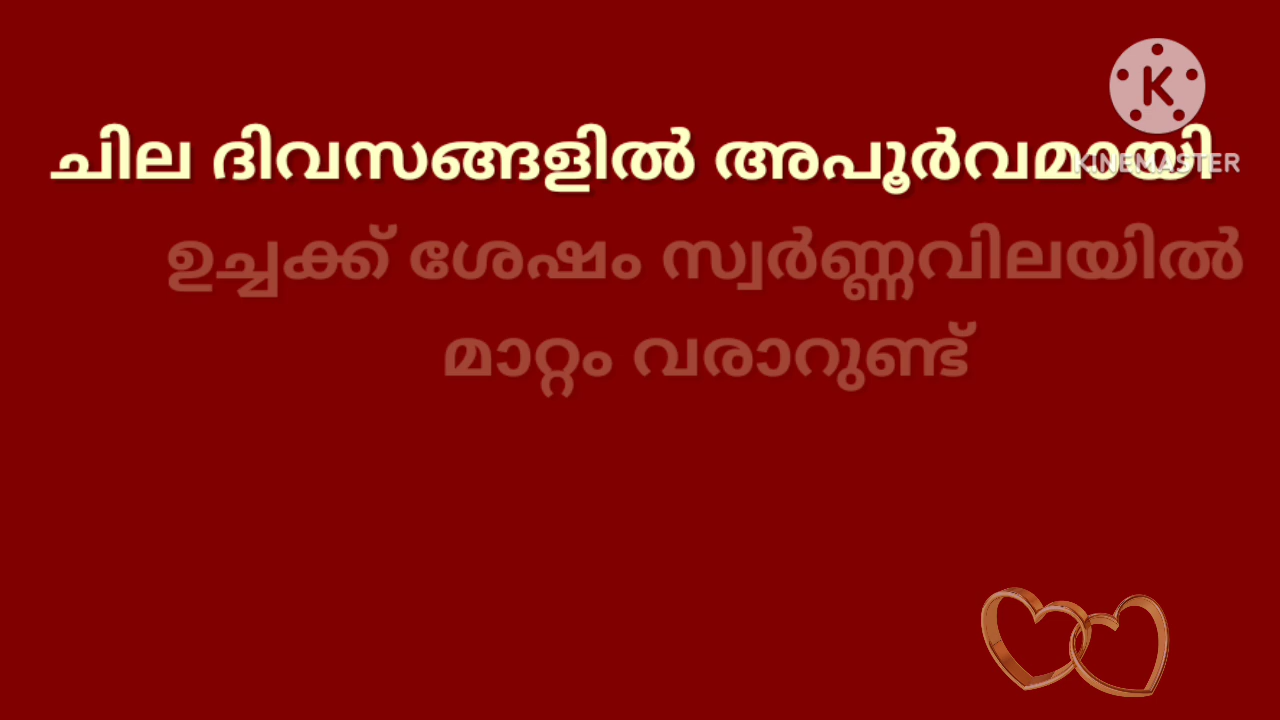 ചില ദിവസങ്ങളിൽ അപൂർവമായി
ഉച്ചക്ക് ശേഷം സ്വർണ്ണവിലയിൽ
മാറ്റം വരാറുണ്ട്
K
KINEMASTER